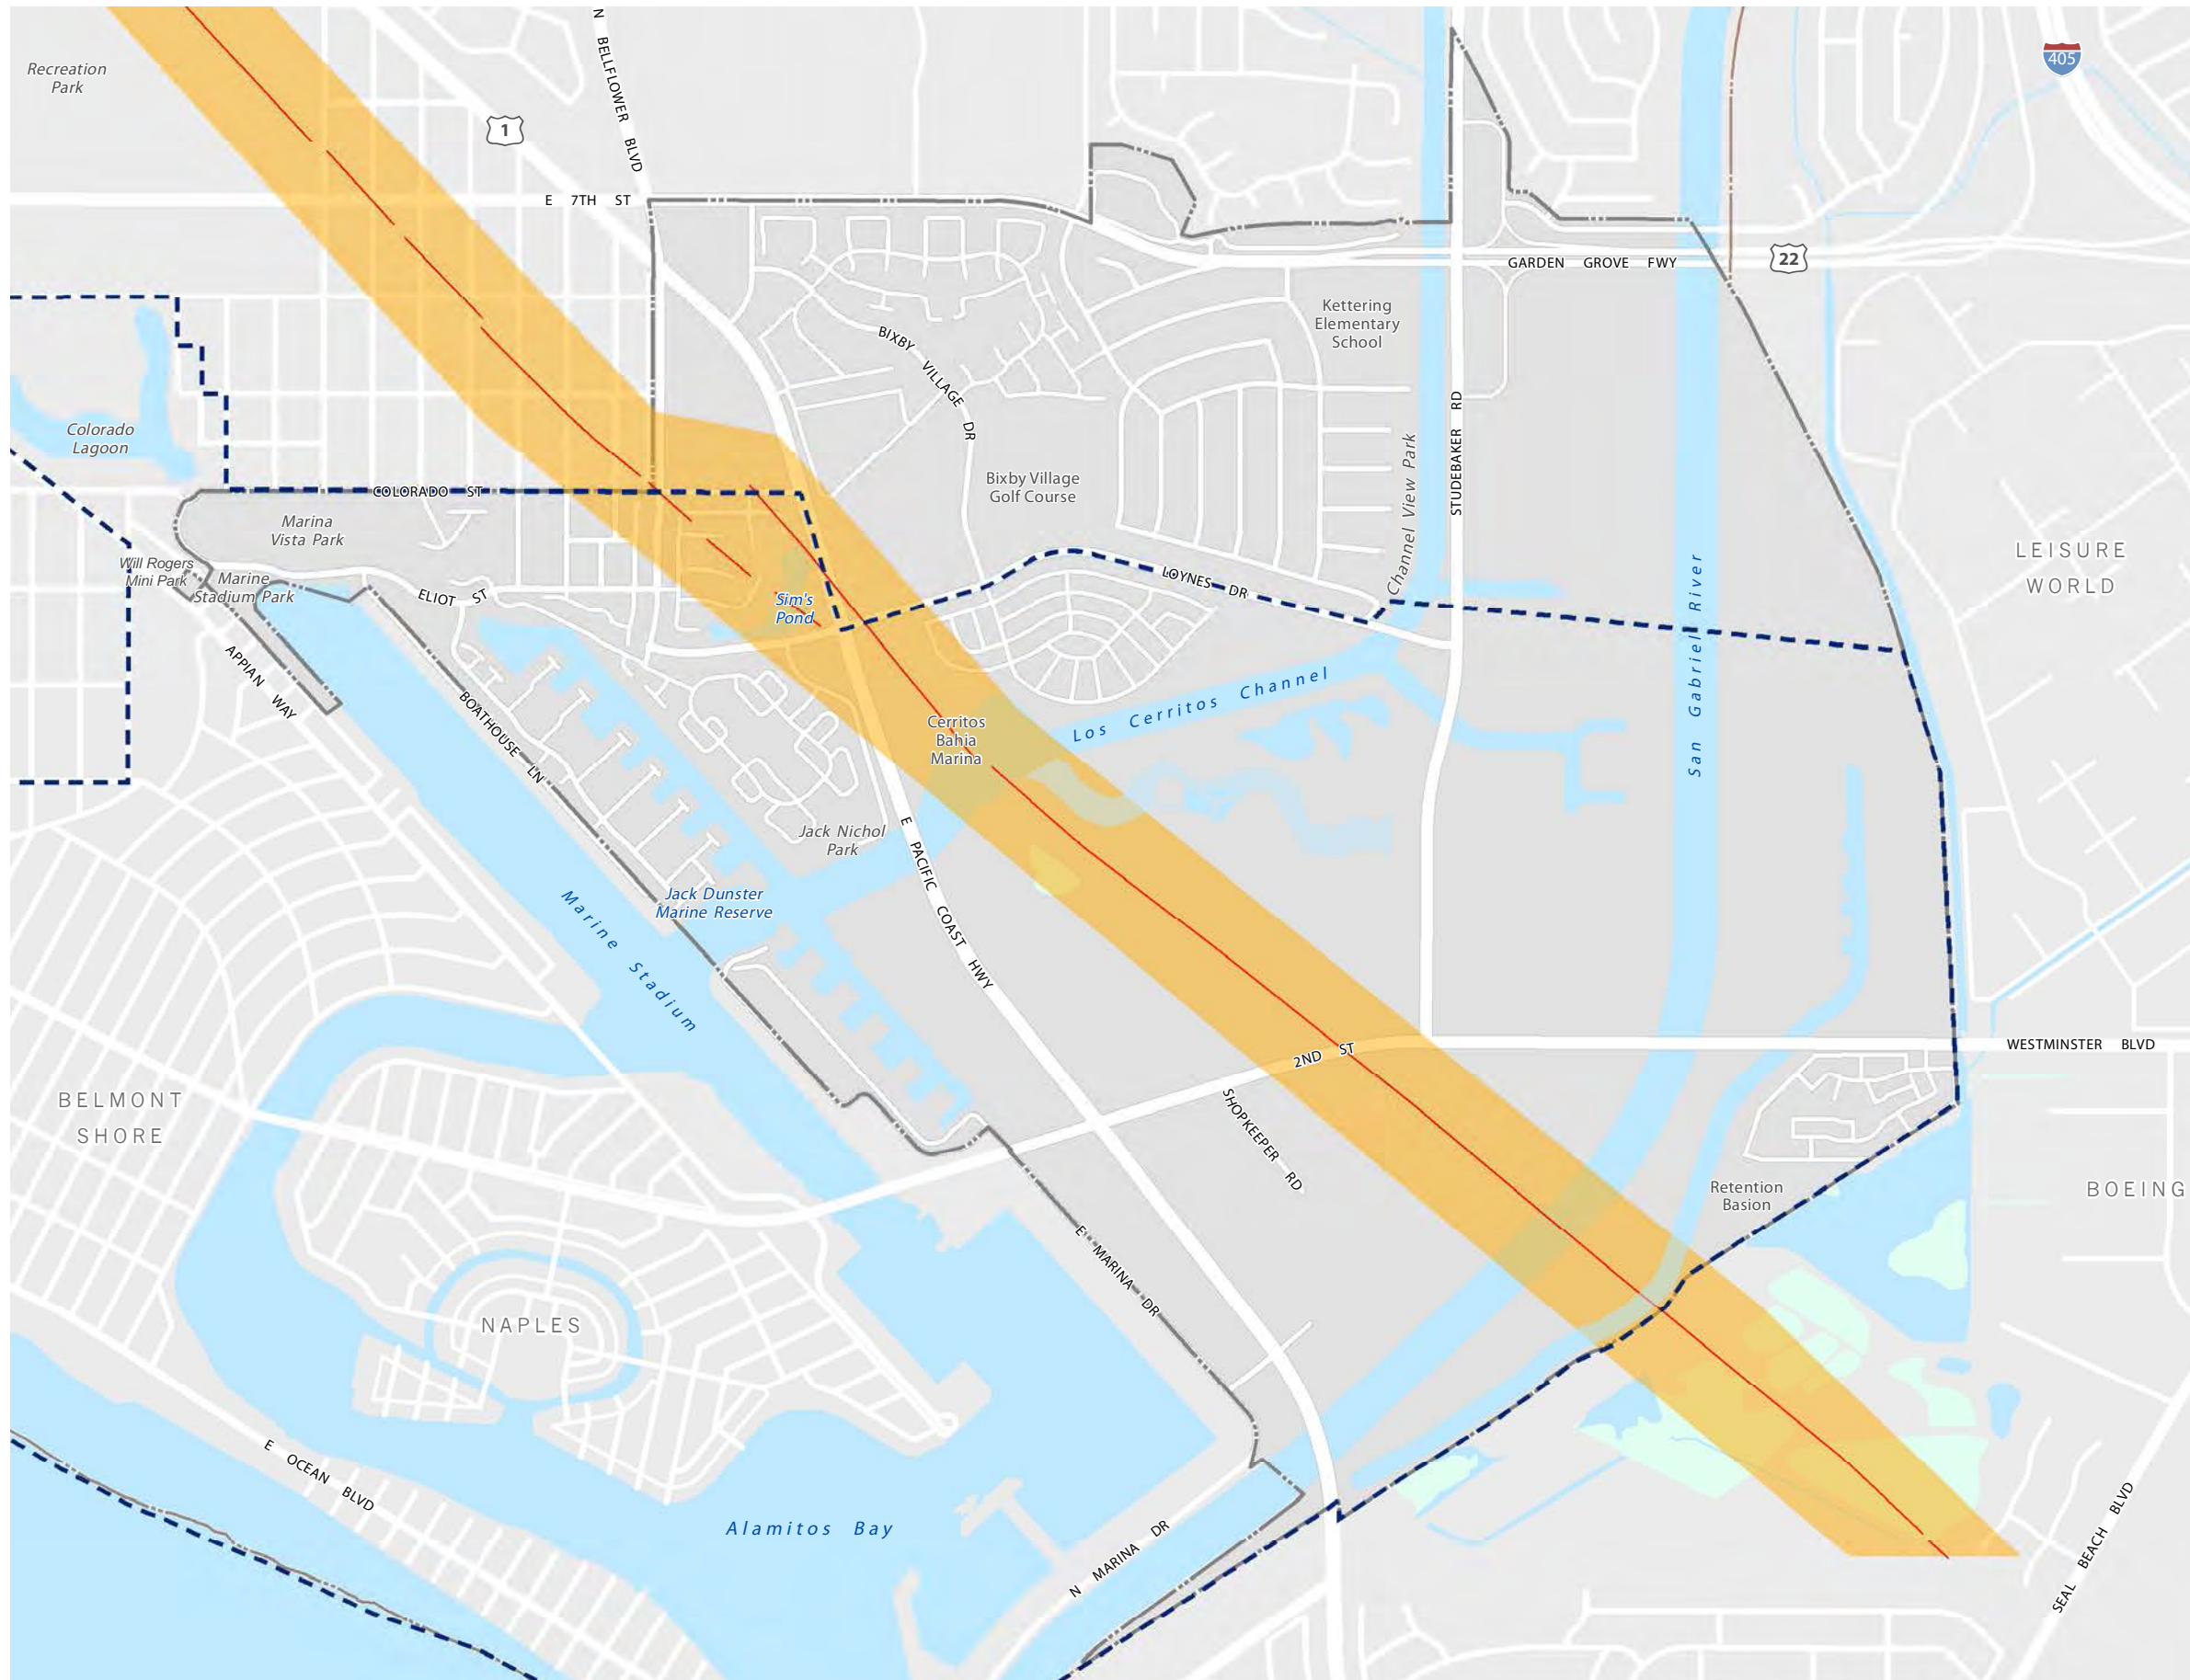 N BELLFLOWER BLVD
405
Recreation
Park
1
E 7TH ST
22
GARDEN GROVE FWY
Kettering
Elementary
School
BIXBY VILLAGE DR
STUDEBAKER RD
Colorado
Lagoon
Channel View Park
Bixby Village
Golf Course
COLORADO ST
Marina
Vista Park
LEISURE
WORLD
Will Rogers
Mini Park
Marine
Stadium Park
ELIOT ST
LOYNES DR
Sim's
Pond
San Gabriel River
APPIAN WAY
BOATHOUSE LN
Los Cerritos Channel
Cerritos
Bahia
Marina
Jack Nichol
Park
E PACIFIC COAST HWY
Jack Dunster
Marine Reserve
Marine Stadium
2ND ST
WESTMINSTER BLVD
BELMONT
SHORE
SHOPKEEPER RD
Retention
Basion
BOEING
E MARINA DR
NAPLES
E OCEAN BLVD
Alamitos Bay
N MARINA DR
SEAL BEACH BLVD